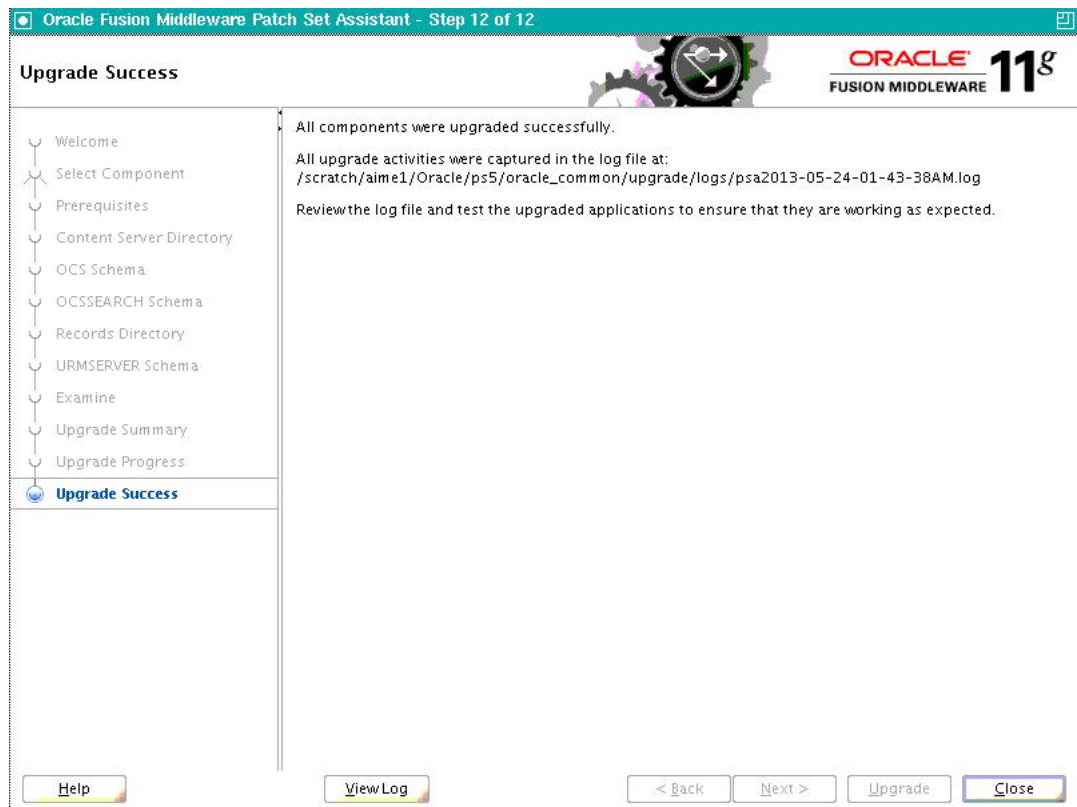 Oracle Fusion Middleware Patch Set Assistant - Step 12 of 12
Upgrade Success
ORACLE
FUSION MIDDLEWARE
11g
Welcome
Select Component
Prerequisites
Content Server Directory
OCS Schema
OCSSEARCH Schema
Records Directory
URMSERVER Schema
Examine
Upgrade Summary
Upgrade Progress
Upgrade Success
All components were upgraded successfully.
All upgrade activities were captured in the log file at:
/scratch/aime1/Oracle/ps5/oracle_common/upgrade/logs/psa2013-05-24-01-43-38AM.log
Review the log file and test the upgraded applications to ensure that they are working as expected.
Help
View Log
< Back
Next >
Upgrade
Close